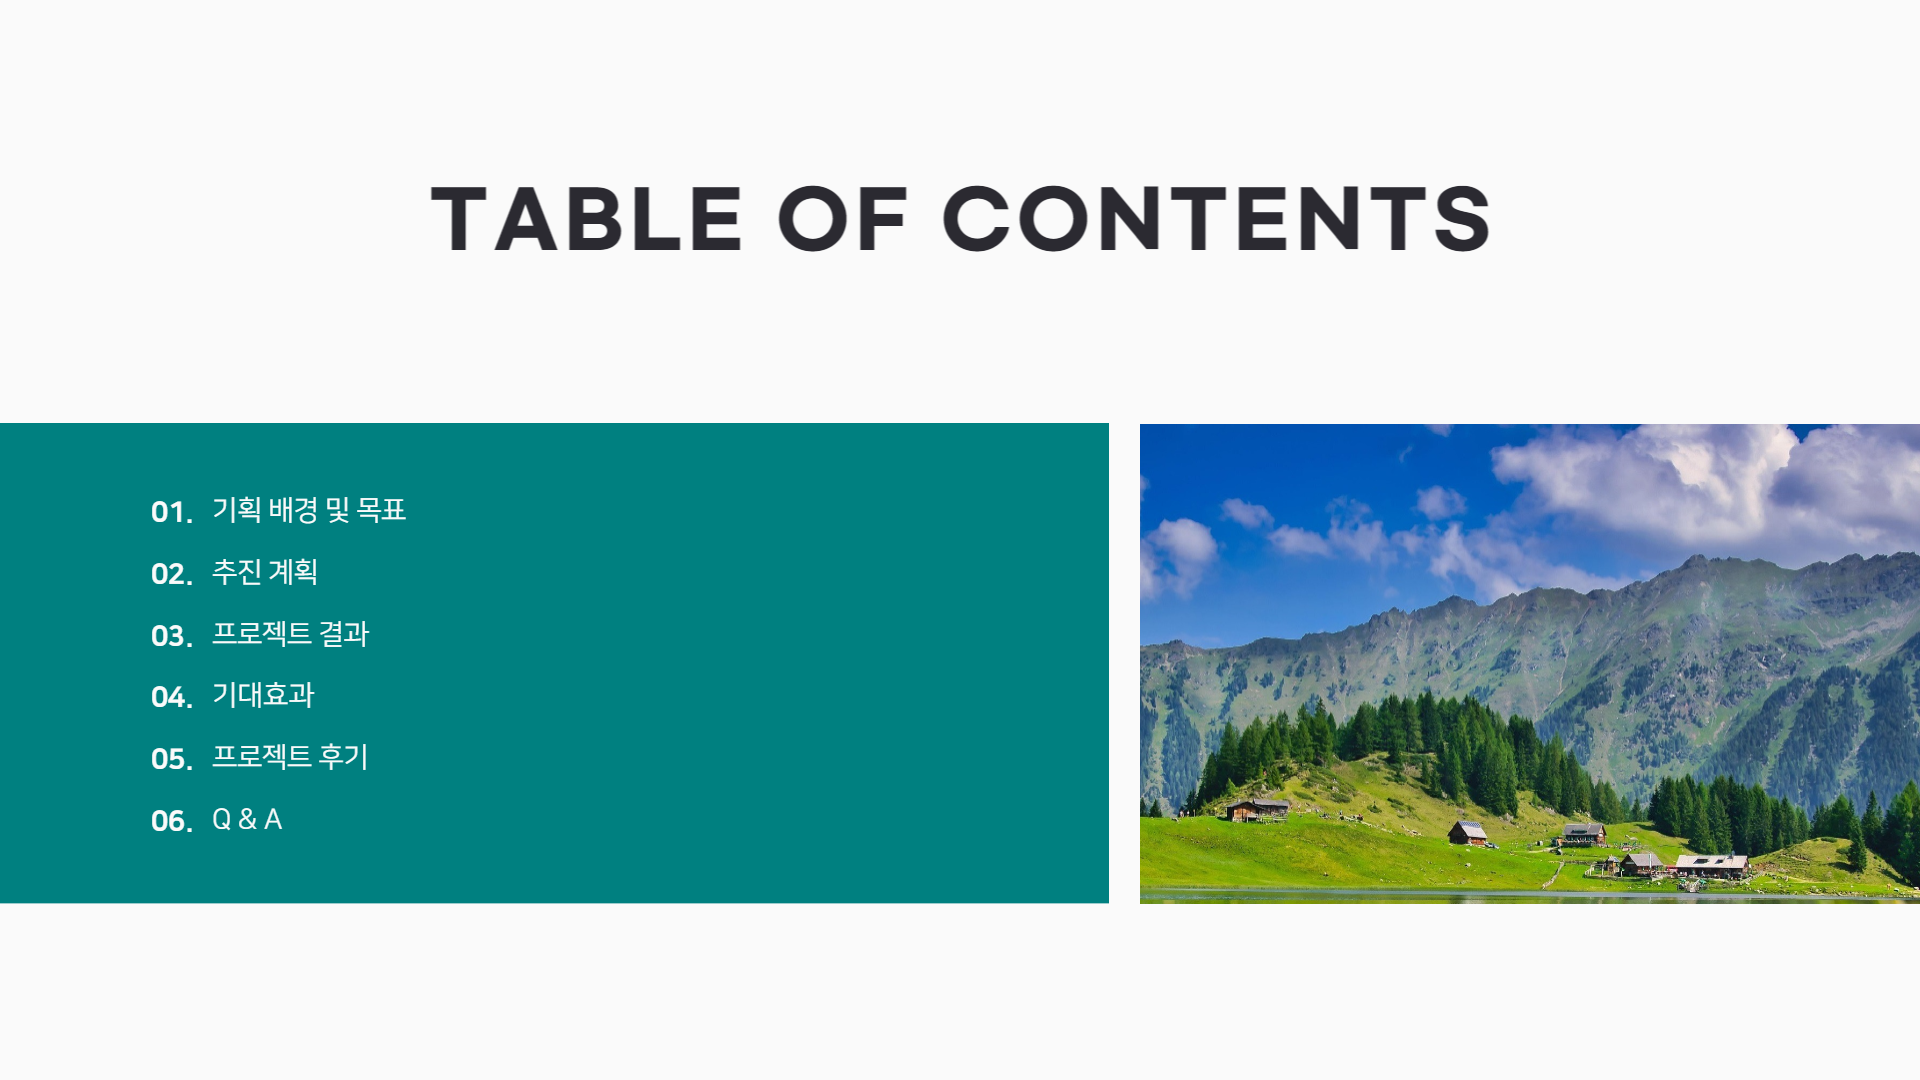 TABLE OF CONTENTS
01. 기획 배경 및 목표
02. 추진 계획
03. 프로젝트 결과
04. 기대효과
05. 프로젝트 후기
06. Q & A